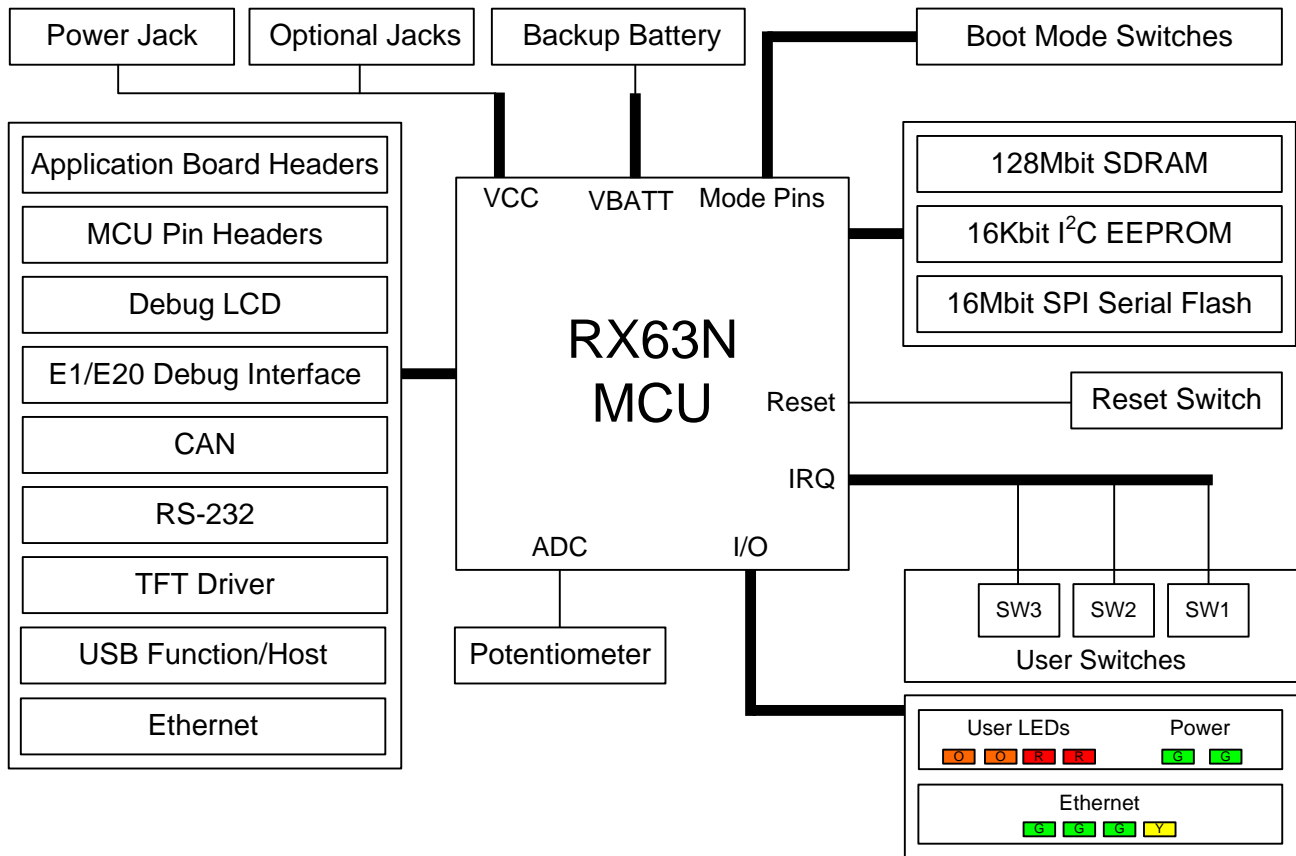 Power Jack
Optional Jacks
Backup Battery
Boot Mode Switches
Application Board Headers
MCU Pin Headers
Debug LCD
E1/E20 Debug Interface
CAN
RS-232
TFT Driver
USB Function/Host
Ethernet
VCC
VBATT
Mode Pins
RX63N
MCU
Reset
IRQ
ADC
I/O
Potentiometer
128Mbit SDRAM
16Kbit I²C EEPROM
16Mbit SPI Serial Flash
Reset Switch
SW3
SW2
SW1
User Switches
User LEDs
Power
O O R R
G G
Ethernet
G G G Y